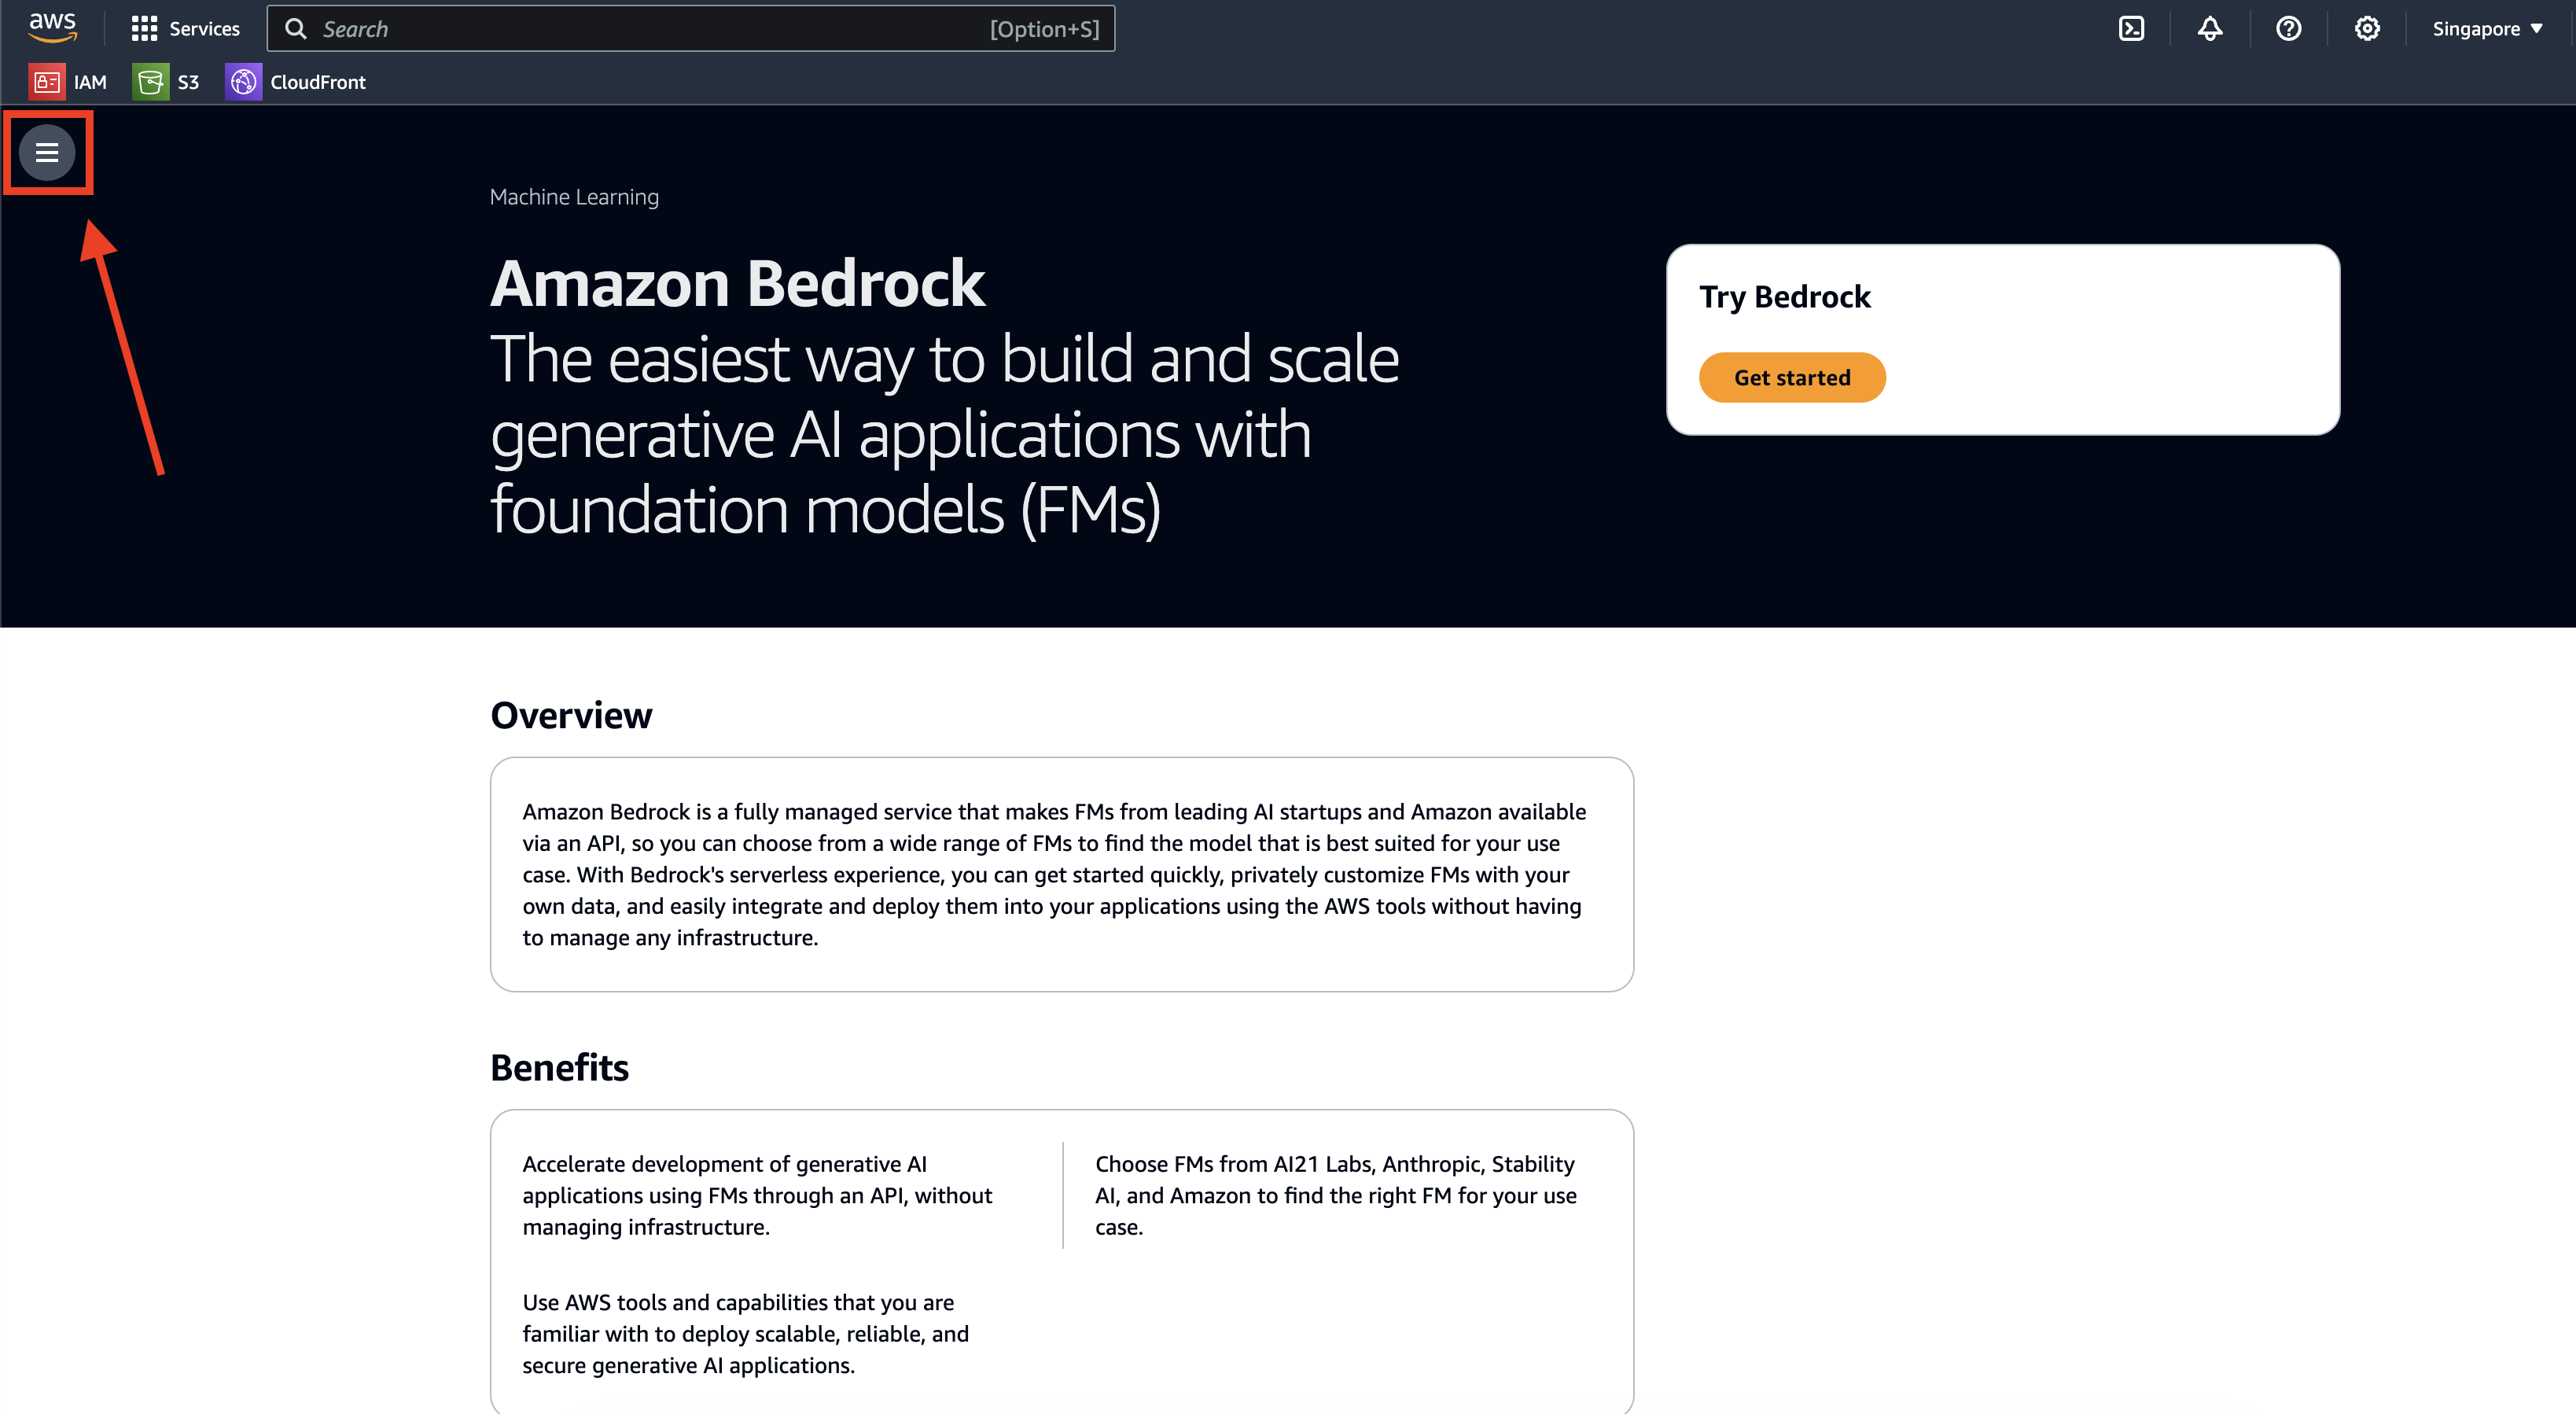 aws
Services
Search
[Option+S]
Singapore
IAM
S3
CloudFront
Machine Learning
Amazon Bedrock
The easiest way to build and scale
generative AI applications with
foundation models (FMs)
Try Bedrock
Get started
Overview
Amazon Bedrock is a fully managed service that makes FMs from leading AI startups and Amazon available
via an API, so you can choose from a wide range of FMs to find the model that is best suited for your use
case. With Bedrock's serverless experience, you can get started quickly, privately customize FMs with your
own data, and easily integrate and deploy them into your applications using the AWS tools without having
to manage any infrastructure.
Benefits
Accelerate development of generative AI
applications using FMs through an API, without
managing infrastructure.
Choose FMs from AI21 Labs, Anthropic, Stability
AI, and Amazon to find the right FM for your use
case.
Use AWS tools and capabilities that you are
familiar with to deploy scalable, reliable, and
secure generative AI applications.